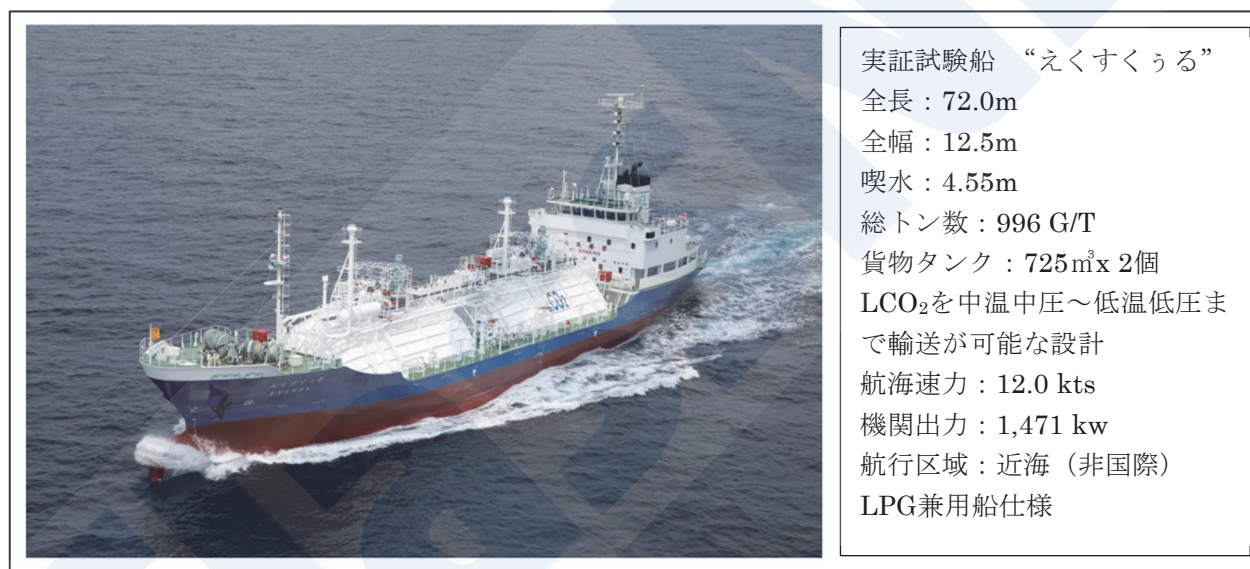 CO₂
実証試験船 “えくすくぅる”
全長：72.0m
全幅：12.5m
喫水：4.55m
総トン数：996 G/T
貨物タンク：725㎥x 2個
LCO₂を中温中圧～低温低圧ま
で輸送が可能な設計
航海速力：12.0 kts
機関出力：1,471 kw
航行区域：近海（非国際）
LPG兼用船仕様